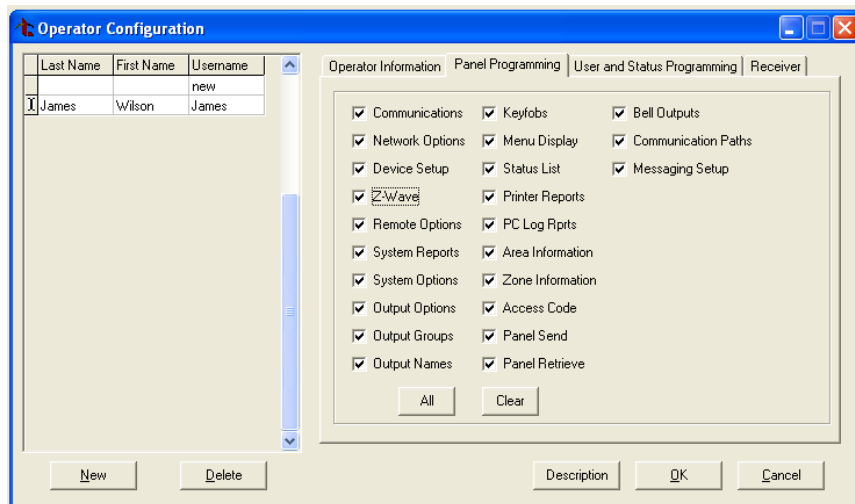 Operator Configuration
Last Name First Name Username
new
James Wilson James
Operator Information Panel Programming User and Status Programming Receiver
Communications Keyfobs Bell Outputs
Network Options Menu Display Communication Paths
Device Setup Status List Messaging Setup
Z-Wave Printer Reports
Remote Options PC Log Rprts
System Reports Area Information
System Options Zone Information
Output Options Access Code
Output Groups Panel Send
Output Names Panel Retrieve
All Clear
New Delete Description OK Cancel